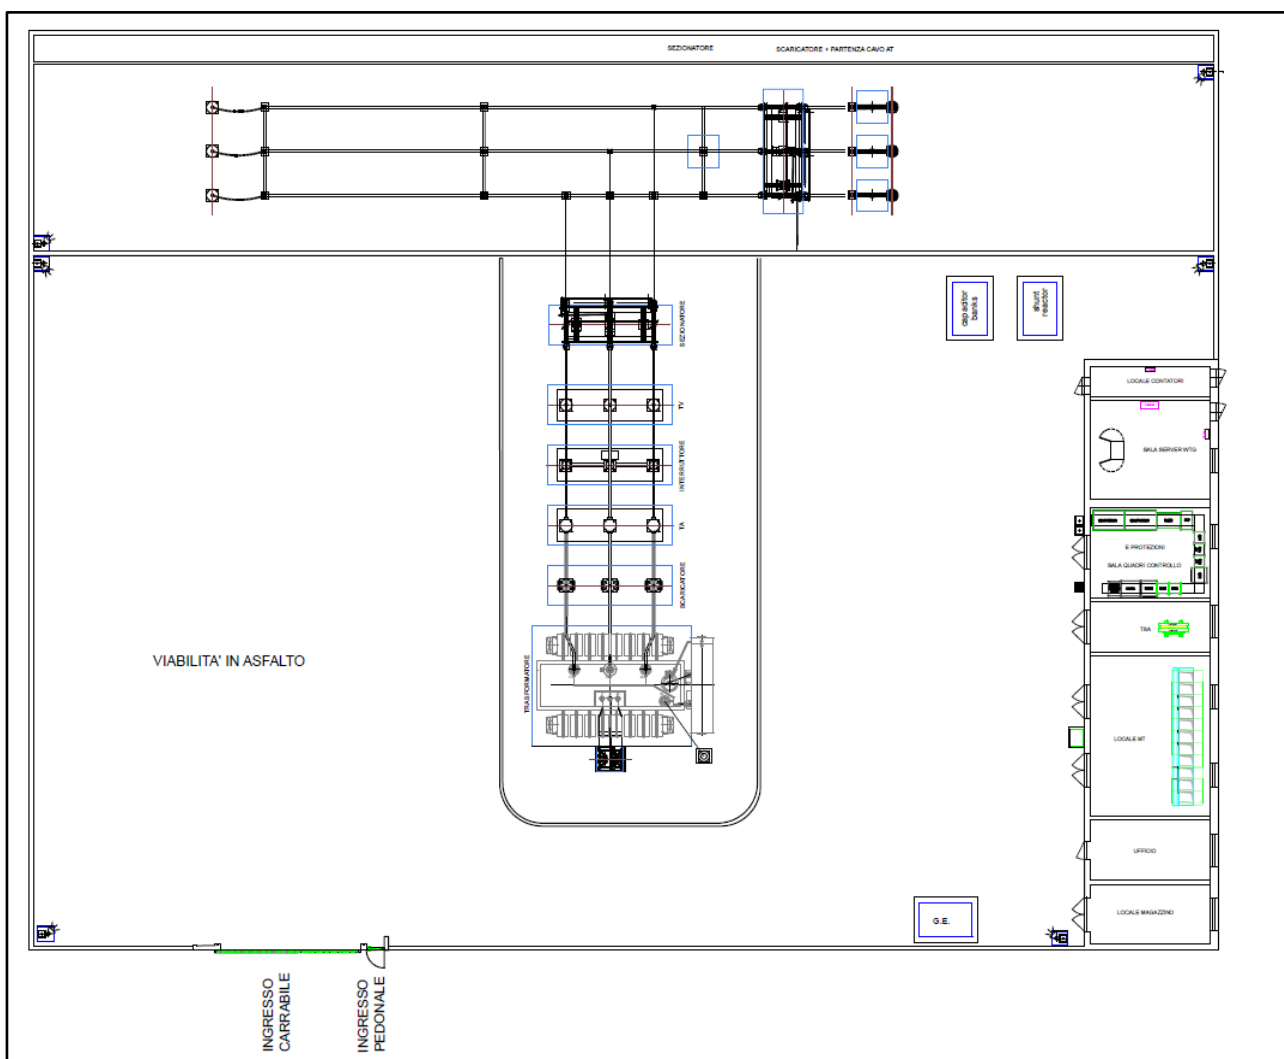 SEZIONATORE
SCARICATORE + PARTENZA CAVO AT
capacitor
banks
shunt
reactor
SEZIONATORE
TV
INTERRUTTORE
TA
SCARICATORE
TRASFORMATORE
LOCALE CONTATORI
SALA SERVER WTG
E PROTEZIONI
SALA QUADRI CONTROLLO
TSA
LOCALE MT
UFFICIO
LOCALE MAGAZZINO
G.E.
VIABILITA' IN ASFALTO
INGRESSO
CARRABILE
INGRESSO
PEDONALE